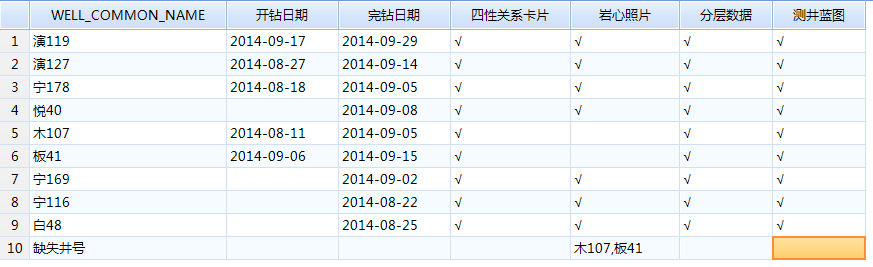 WELL_COMMON_NAME 开钻日期 完钻日期 四性关系卡片 岩心照片 分层数据 测井蓝图
1 演119 2014-09-17 2014-09-29 √ √ √ √
2 演127 2014-08-27 2014-09-14 √ √ √ √
3 宁178 2014-08-18 2014-09-05 √ √ √ √
4 悦40 2014-09-08 √ √ √ √
5 木107 2014-08-11 2014-09-05 √ √ √
6 板41 2014-09-06 2014-09-15 √ √ √
7 宁169 2014-09-02 √ √ √ √
8 宁116 2014-08-22 √ √ √ √
9 白48 2014-08-25 √ √ √ √
10 缺失井号 木107,板41